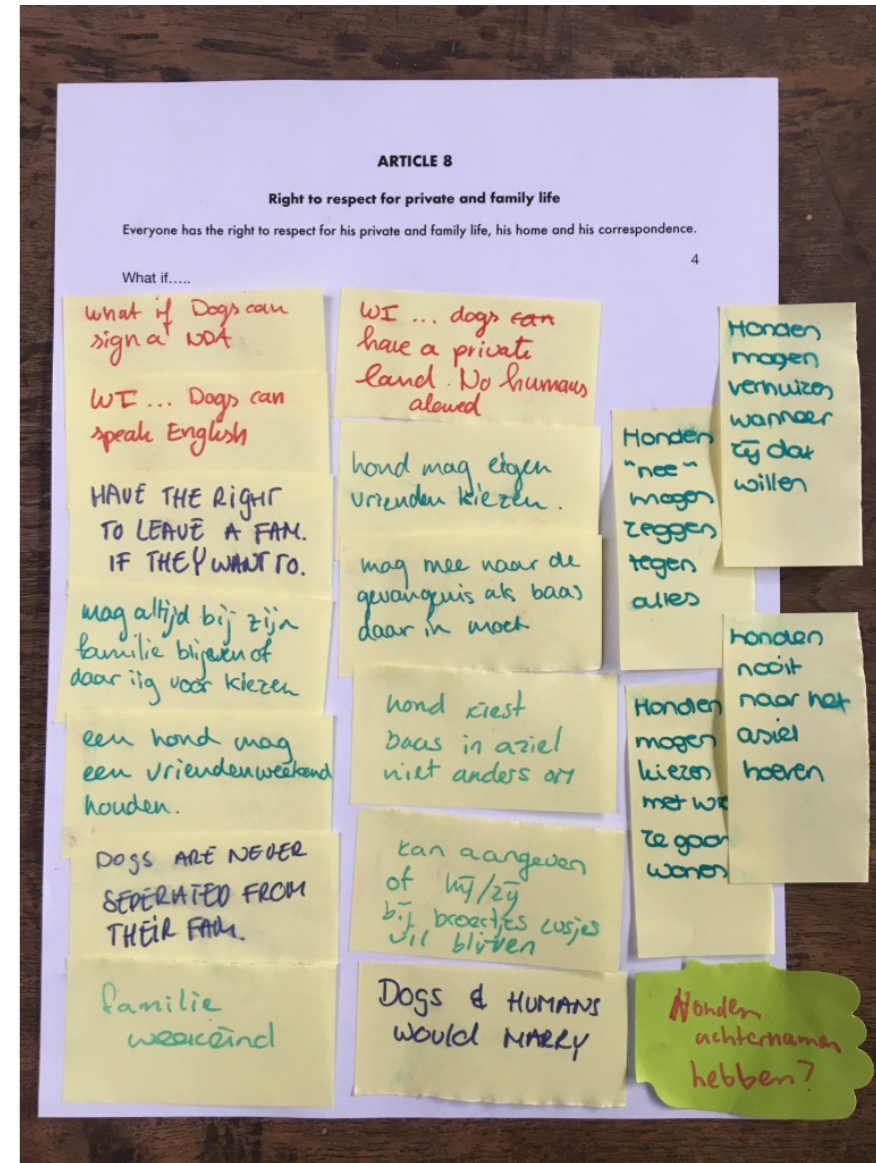 ARTICLE 8
Right to respect for private and family life
Everyone has the right to respect for his private and family life, his home and his correspondence.
4
What if.....
what if Dogs can
sign a NDA
WI ... Dogs can
speak English
HAVE THE RIGHT
TO LEAVE A FAM.
IF THEY WANT TO.
mag altijd bij zijn
familie blijven of
daar iig voor kiezen
een hond mag
een vriendenweekend
houden.
DOGS ARE NEVER
SEPERATED FROM
THEIR FAM.
familie
weekeind
WI ... dogs can
have a private
land. No humans
alowed
hond mag eigen
vrienden kiezen.
mag mee naar de
gevangenis als baas
daar in moet
hond kiest
baas in aziel
niet anders om
kan aangeven
of hij/zij
bij broertjes zusjes
wil blijven
DOGS & HUMANS
WOULD MARRY
Honden
"nee"
mogen
zeggen
tegen
alles
Honden
mogen
kiezen
met wie
ze gaan
wonen
Honden
mogen
verhuizen
wanneer
zij dat
willen
honden
nooit
naar het
asiel
hoeven
Honden
achternamen
hebben?